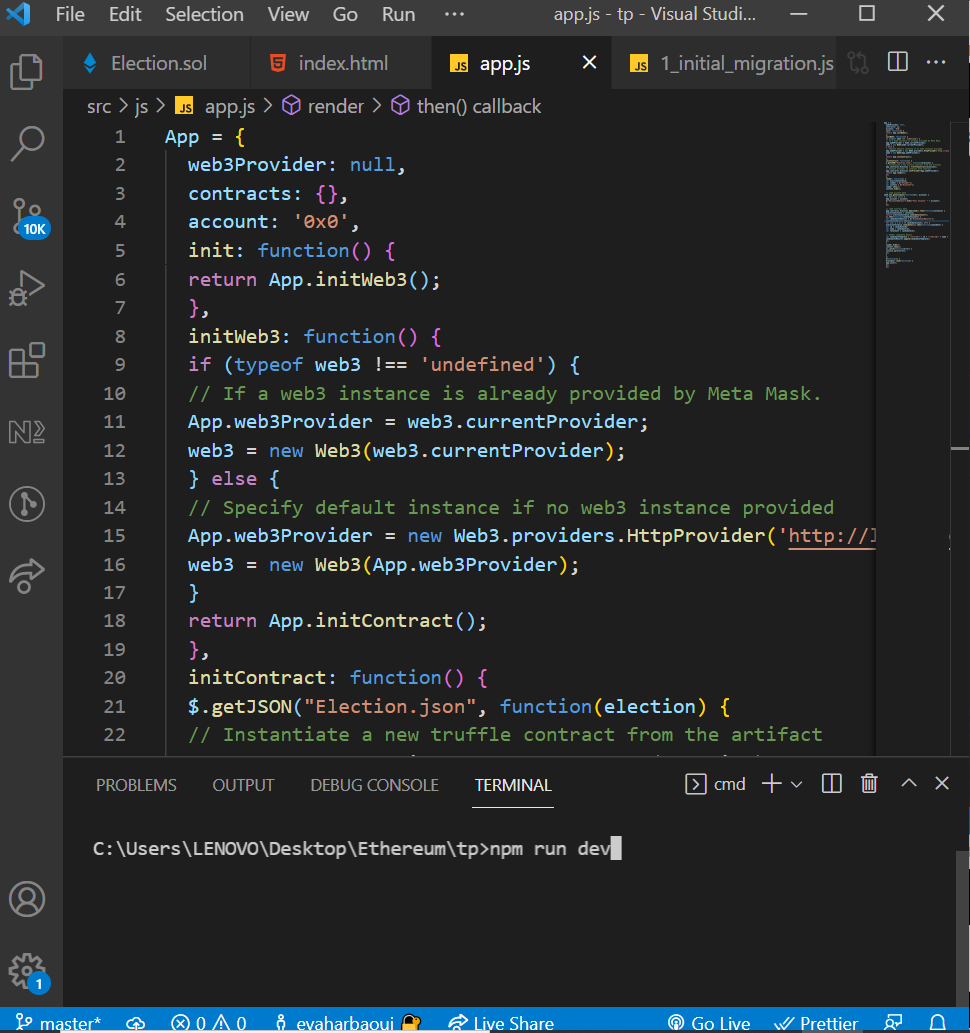 File Edit Selection View Go Run ··· app.js - tp - Visual Studi...
Election.sol index.html JS app.js JS 1_initial_migration.js
src > js > JS app.js > render > then() callback
1 App = {
2 web3Provider: null,
3 contracts: {},
4 account: '0x0',
5 init: function() {
6 return App.initWeb3();
7 },
8 initWeb3: function() {
9 if (typeof web3 !== 'undefined') {
10 // If a web3 instance is already provided by Meta Mask.
11 App.web3Provider = web3.currentProvider;
12 web3 = new Web3(web3.currentProvider);
13 } else {
14 // Specify default instance if no web3 instance provided
15 App.web3Provider = new Web3.providers.HttpProvider('http://l
16 web3 = new Web3(App.web3Provider);
17 }
18 return App.initContract();
19 },
20 initContract: function() {
21 $.getJSON("Election.json", function(election) {
22 // Instantiate a new truffle contract from the artifact
10K
PROBLEMS OUTPUT DEBUG CONSOLE TERMINAL cmd
C:\Users\LENOVO\Desktop\Ethereum\tp>npm run dev
1
master* 0 0 evaharbaoui Live Share Go Live Prettier